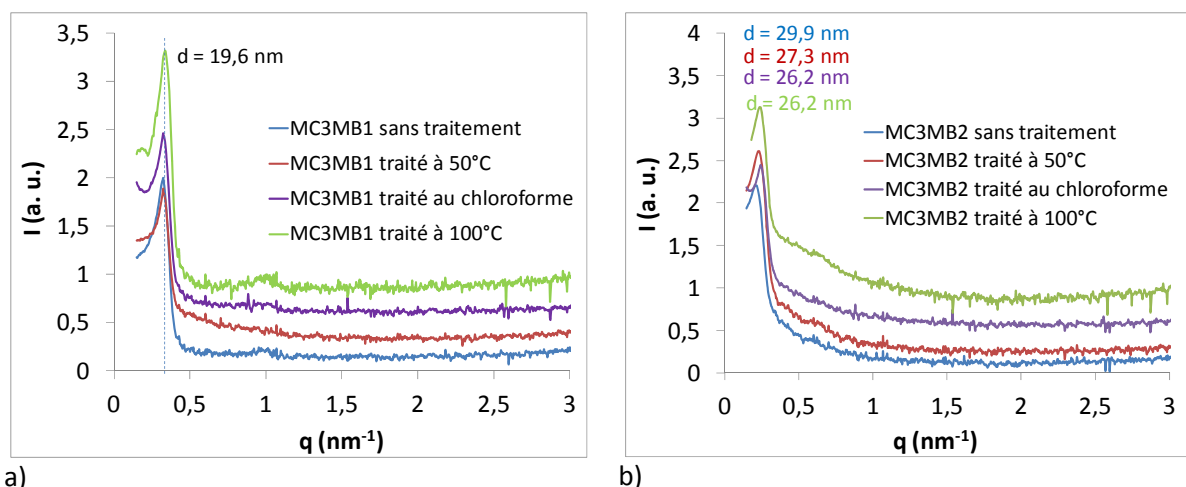 3,5
3
2,5
2
1,5
1
0,5
0
I (a. u.)
d = 19,6 nm
MC3MB1 sans traitement
MC3MB1 traité à 50°C
MC3MB1 traité au chloroforme
MC3MB1 traité à 100°C
0 0,5 1 1,5 2 2,5 3
q (nm-1)
a)
4
3,5
3
2,5
2
1,5
1
0,5
0
I (a. u.)
d = 29,9 nm
d = 27,3 nm
d = 26,2 nm
d = 26,2 nm
MC3MB2 sans traitement
MC3MB2 traité à 50°C
MC3MB2 traité au chloroforme
MC3MB2 traité à 100°C
0 0,5 1 1,5 2 2,5 3
q (nm-1)
b)